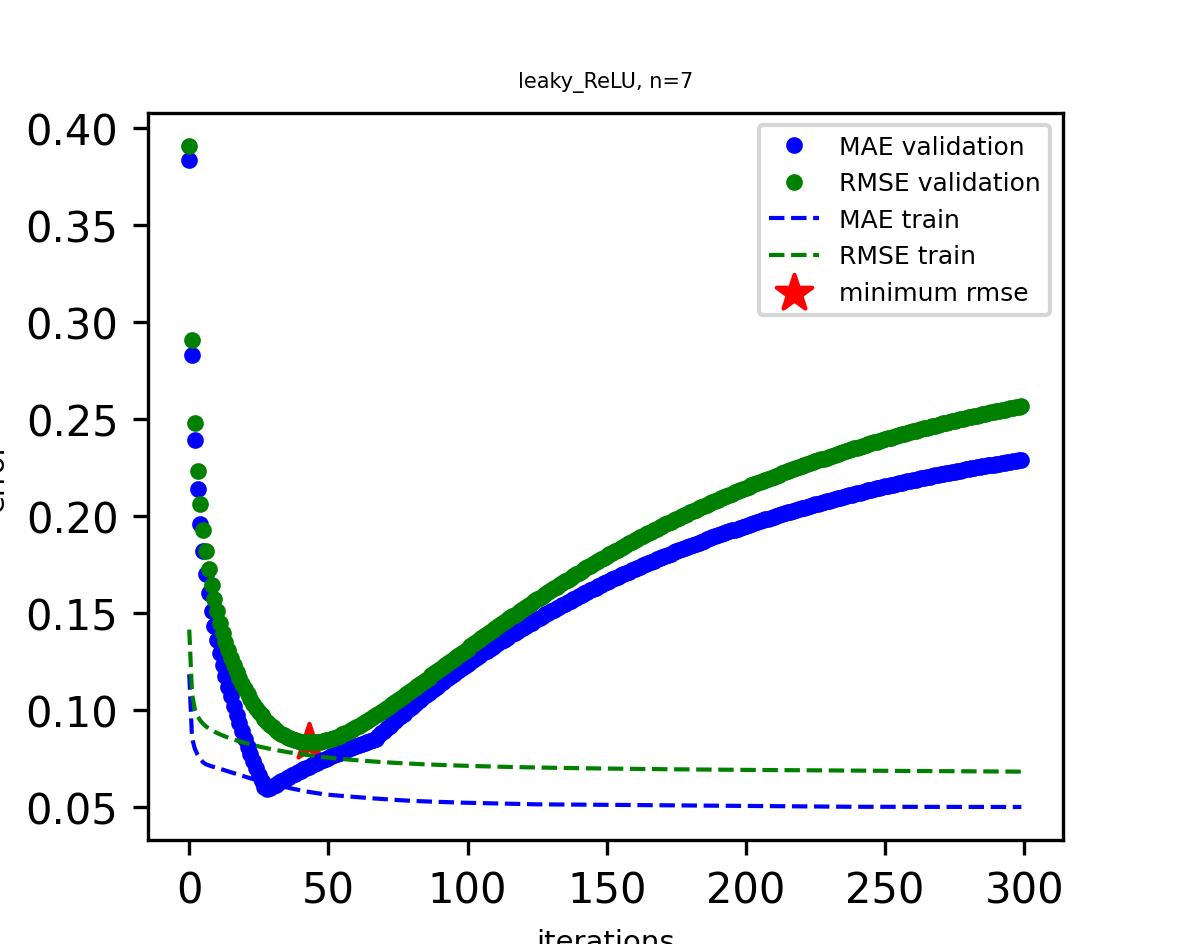 leaky_ReLU, n=7
0.40
0.35
0.30
0.25
0.20
0.15
0.10
0.05
MAE validation
RMSE validation
MAE train
RMSE train
minimum rmse
0 50 100 150 200 250 300
iterations